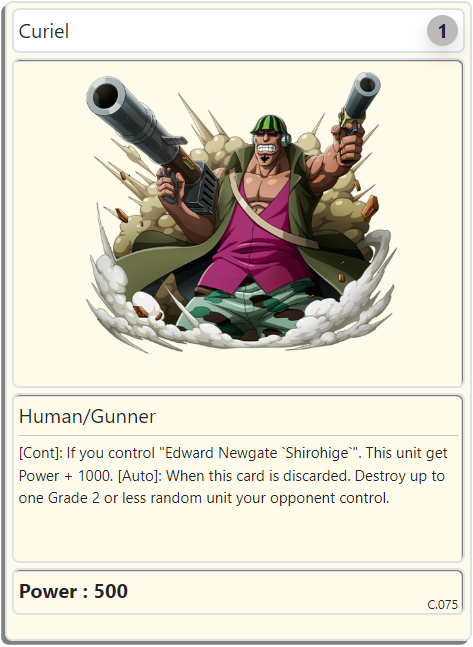 Curiel
1
Human/Gunner
[Cont]: If you control "Edward Newgate `Shirohige`". This unit get
Power + 1000. [Auto]: When this card is discarded. Destroy up to
one Grade 2 or less random unit your opponent control.
Power : 500
C.075